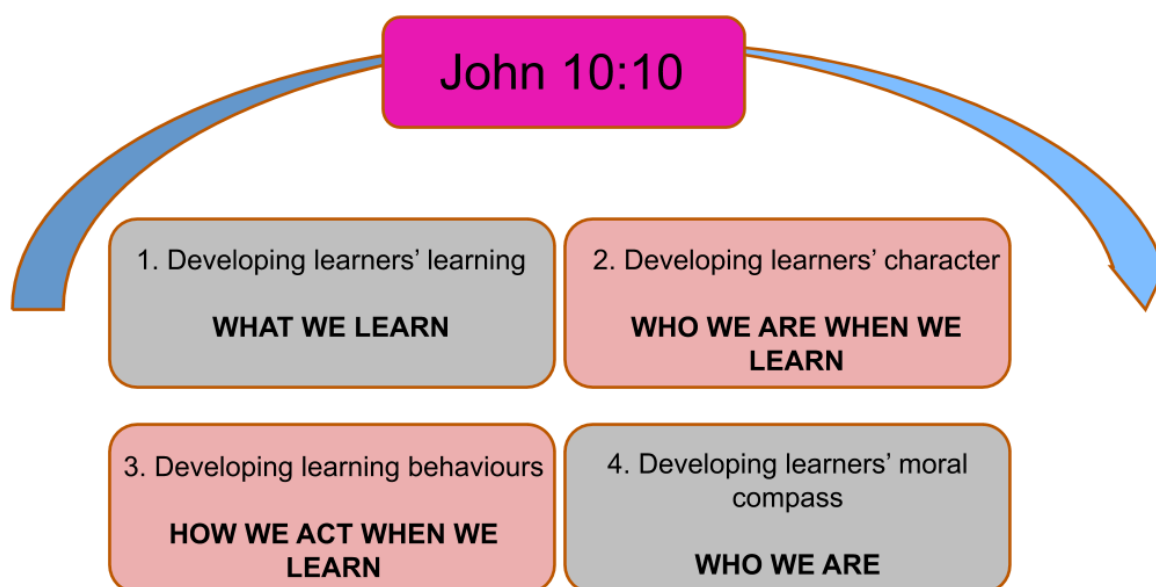 John 10:10
1. Developing learners’ learning
WHAT WE LEARN
2. Developing learners’ character
WHO WE ARE WHEN WE
LEARN
3. Developing learning behaviours
HOW WE ACT WHEN WE
LEARN
4. Developing learners’ moral
compass
WHO WE ARE